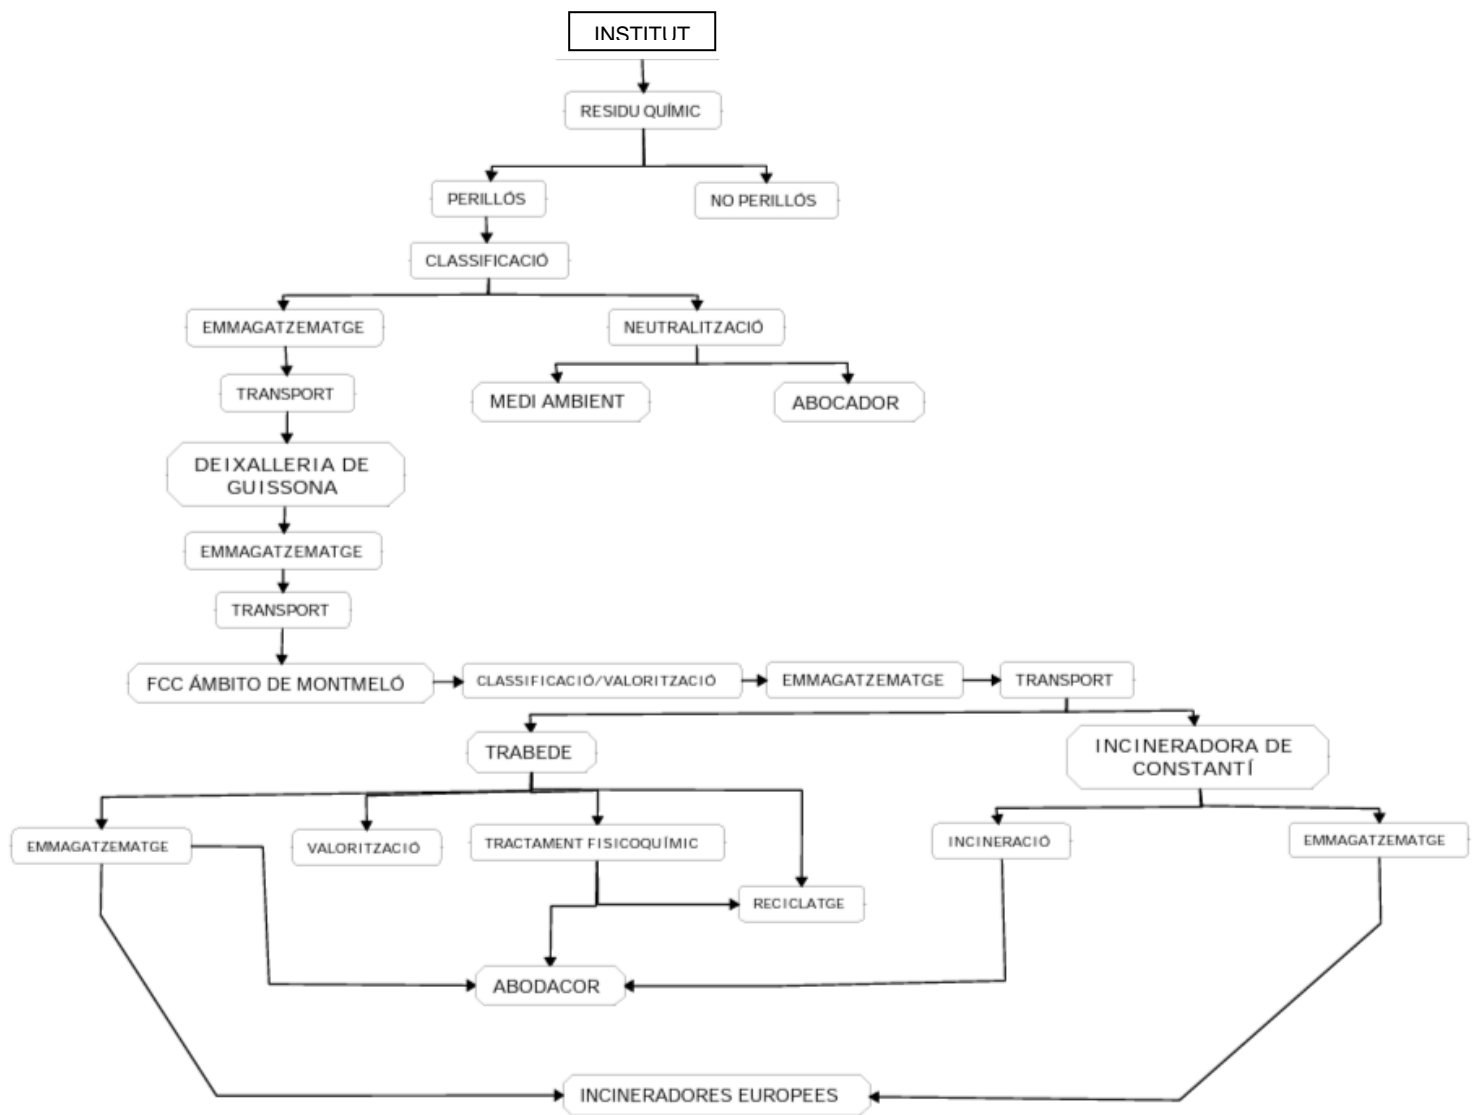 INSTITUT
RESIDU QUÍMIC
PERILLÓS
NO PERILLÓS
CLASSIFICACIÓ
EMMAGATZEMATGE
NEUTRALITZACIÓ
TRANSPORT
MEDI AMBIENT
ABOCADOR
DEIXALLERIA DE
GUISSONA
EMMAGATZEMATGE
TRANSPORT
FCC ÁMBITO DE MONTMELÓ
CLASSIFICACIÓ/VALORITZACIÓ
EMMAGATZEMATGE
TRANSPORT
TRABEDE
INCINERADORA DE
CONSTANTÍ
EMMAGATZEMATGE
VALORITZACIÓ
TRACTAMENT FISICOQUÍMIC
INCINERACIÓ
EMMAGATZEMATGE
RECICLATGE
ABODACOR
INCINERADORES EUROPEES